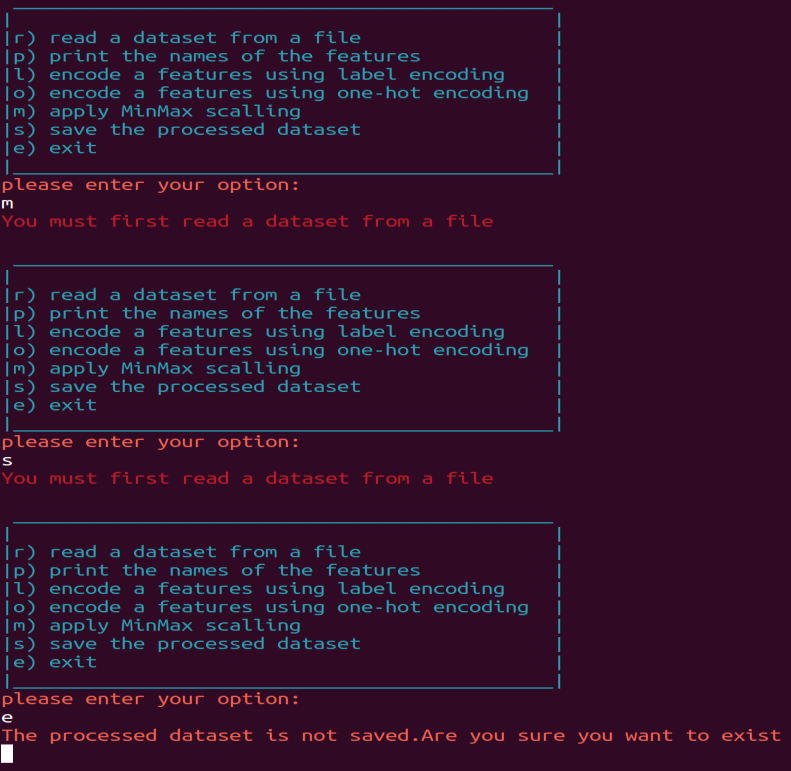 r) read a dataset from a file
p) print the names of the features
l) encode a features using label encoding
o) encode a features using one-hot encoding
m) apply MinMax scalling
s) save the processed dataset
e) exit
please enter your option:
m
You must first read a dataset from a file
r) read a dataset from a file
p) print the names of the features
l) encode a features using label encoding
o) encode a features using one-hot encoding
m) apply MinMax scalling
s) save the processed dataset
e) exit
please enter your option:
s
You must first read a dataset from a file
r) read a dataset from a file
p) print the names of the features
l) encode a features using label encoding
o) encode a features using one-hot encoding
m) apply MinMax scalling
s) save the processed dataset
e) exit
please enter your option:
e
The processed dataset is not saved.Are you sure you want to exist